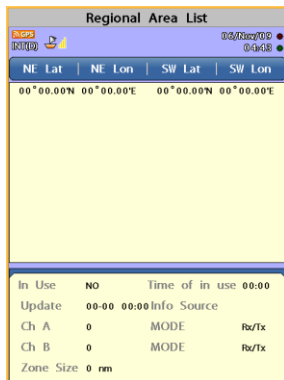 Regional Area List
GPS 06/Nov/09
INT(D) 04:43
NE Lat NE Lon SW Lat SW Lon
00°00.00'N 00°00.00'E 00°00.00'N 00°00.00'E
In Use NO Time of in use 00:00
Update 00-00 00:00 Info Source
Ch A 0 MODE Rx/Tx
Ch B 0 MODE Rx/Tx
Zone Size 0 nm